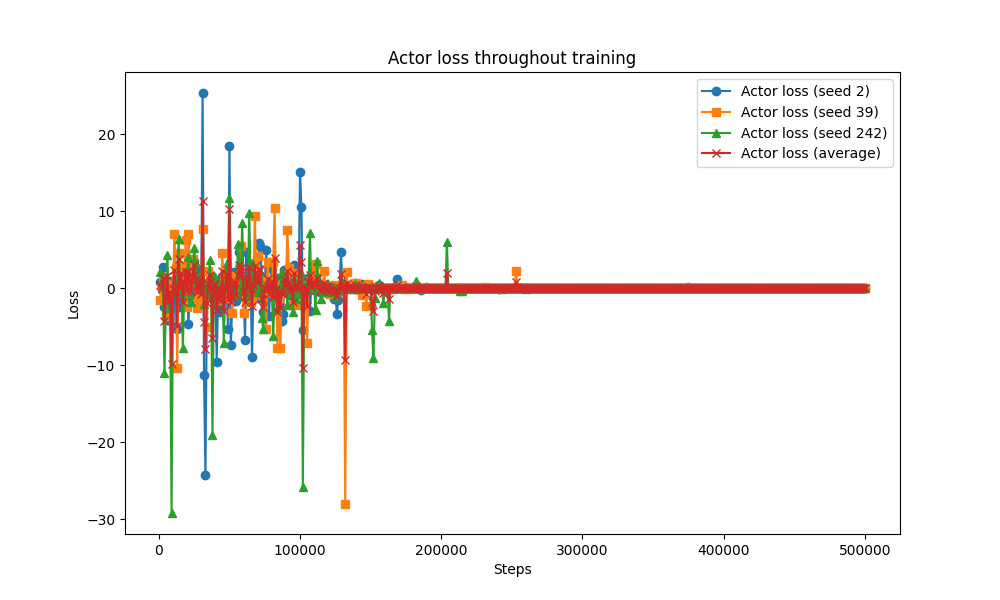 Actor loss throughout training
Actor loss (seed 2)
Actor loss (seed 39)
Actor loss (seed 242)
Actor loss (average)
Loss
20
10
0
−10
−20
−30
0 100000 200000 300000 400000 500000
Steps